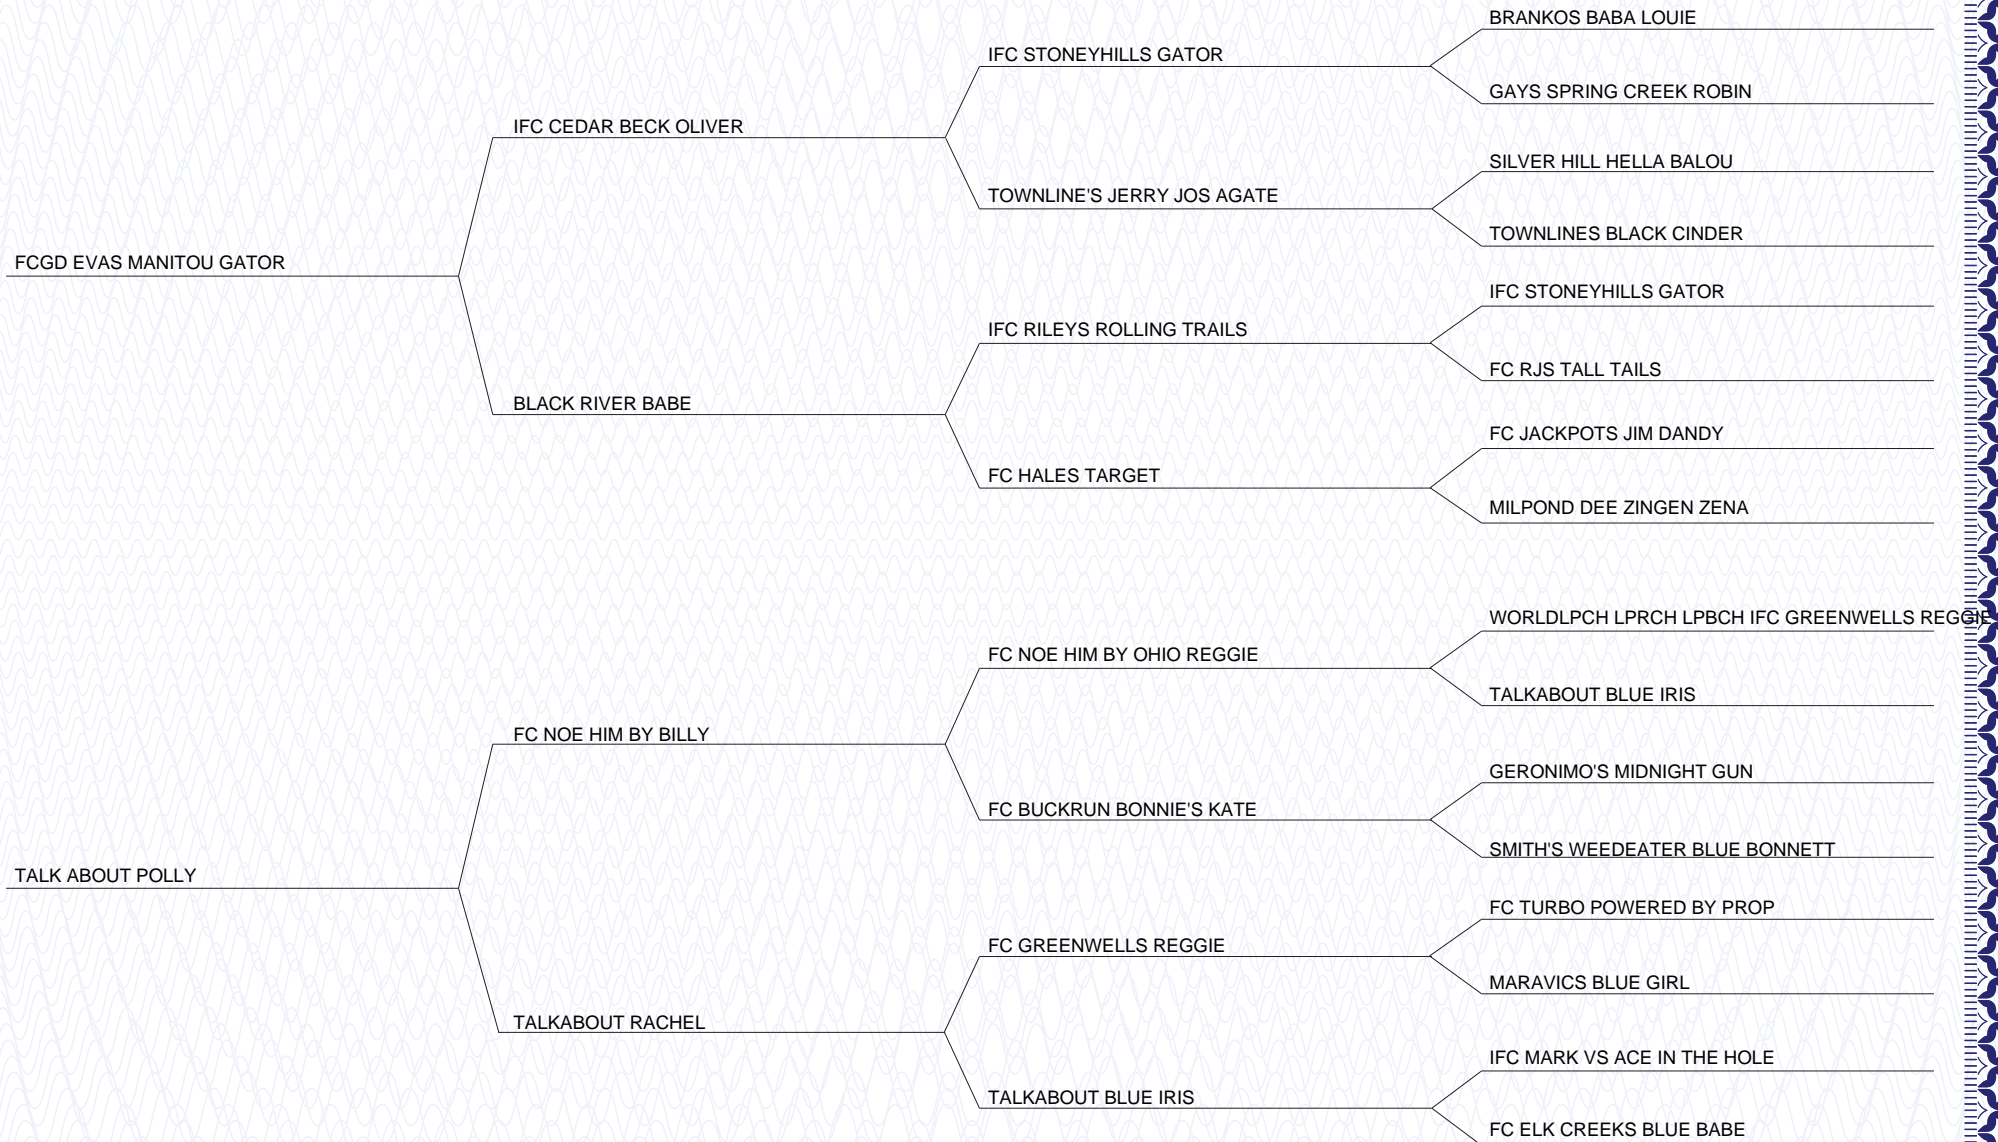 BRANKOS BABA LOUIE
IFC STONEYHILLS GATOR
GAYS SPRING CREEK ROBIN
IFC CEDAR BECK OLIVER
SILVER HILL HELLA BALOU
TOWNLINE'S JERRY JOS AGATE
TOWNLINES BLACK CINDER
FCGD EVAS MANITOU GATOR
IFC STONEYHILLS GATOR
IFC RILEYS ROLLING TRAILS
FC RJS TALL TAILS
BLACK RIVER BABE
FC JACKPOTS JIM DANDY
FC HALES TARGET
MILPOND DEE ZINGEN ZENA
WORLDLPCH LPRCH LPBCH IFC GREENWELLS REGGIE
FC NOE HIM BY OHIO REGGIE
TALKABOUT BLUE IRIS
FC NOE HIM BY BILLY
GERONIMO'S MIDNIGHT GUN
FC BUCKRUN BONNIE'S KATE
SMITH'S WEEDEATER BLUE BONNETT
TALK ABOUT POLLY
FC TURBO POWERED BY PROP
FC GREENWELLS REGGIE
MARAVICS BLUE GIRL
TALKABOUT RACHEL
IFC MARK VS ACE IN THE HOLE
TALKABOUT BLUE IRIS
FC ELK CREEKS BLUE BABE